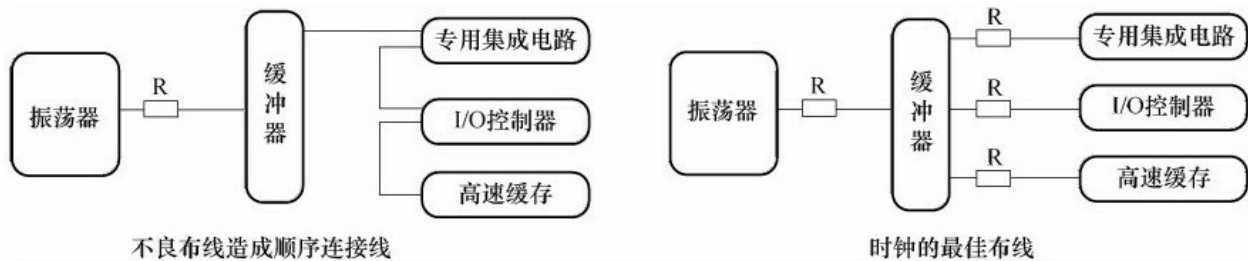 振荡器
R
缓冲器
专用集成电路
I/O控制器
高速缓存
不良布线造成顺序连接线
振荡器
R
缓冲器
R
专用集成电路
R
I/O控制器
R
高速缓存
时钟的最佳布线